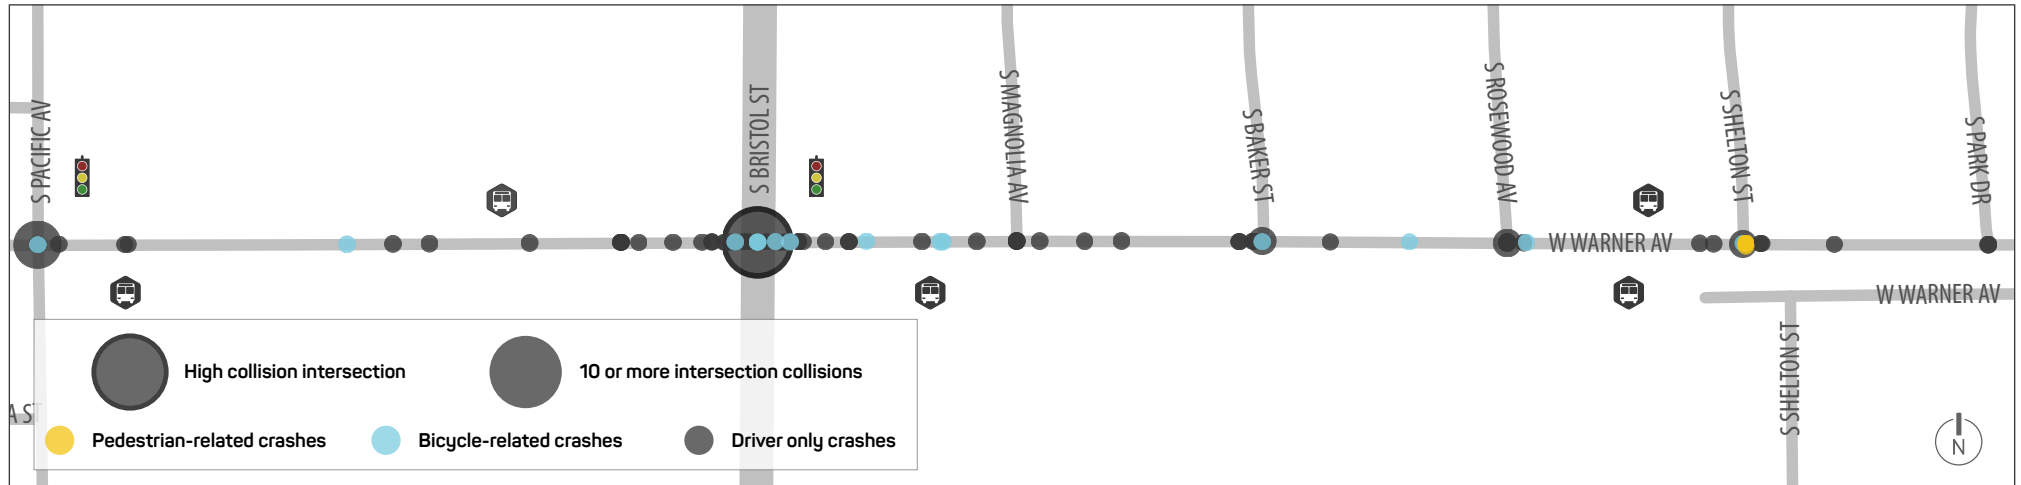 S PACIFIC AV
S BRISTOL ST
S MAGNOLIA AV
S BAKER ST
S ROSEWOOD AV
S SHELTON ST
S PARK DR
W WARNER AV
W WARNER AV
S SHELTON ST
A ST
High collision intersection
10 or more intersection collisions
Pedestrian-related crashes
Bicycle-related crashes
Driver only crashes
N